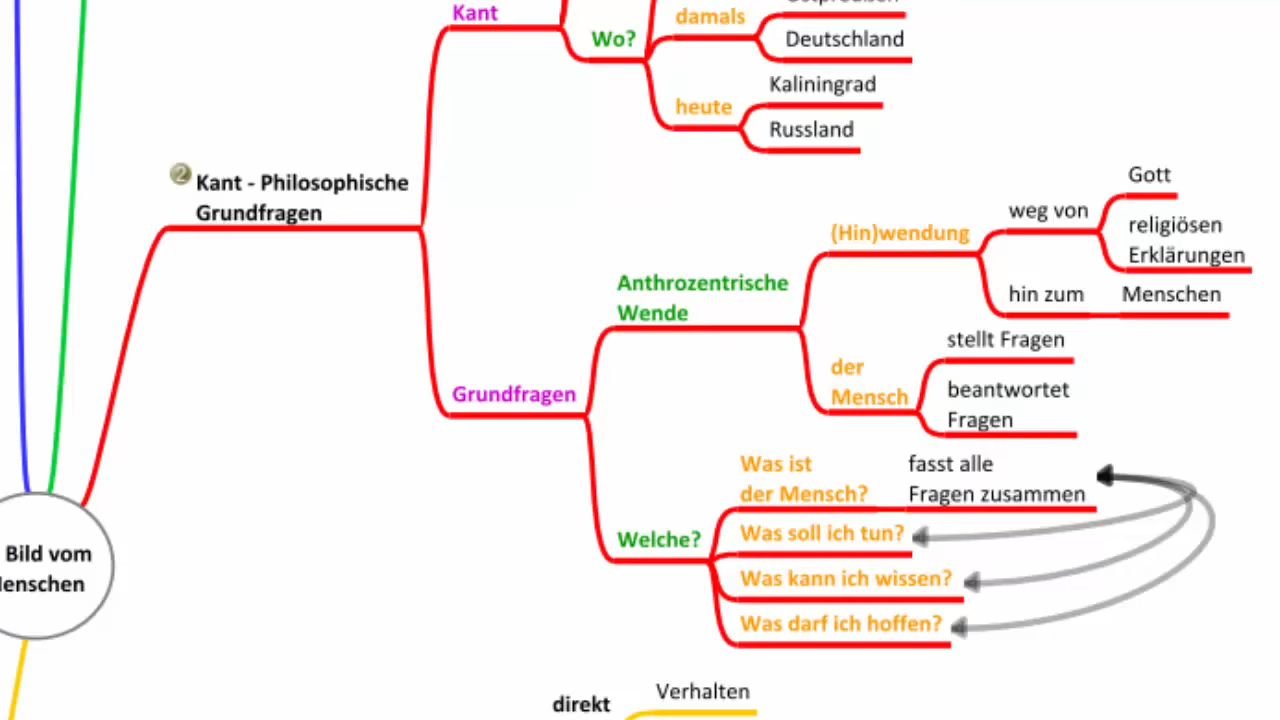 Kant
Wo?
damals
Deutschland
heute
Kaliningrad
Russland
2
Kant - Philosophische
Grundfragen
Grundfragen
Anthrozentrische
Wende
(Hin)wendung
weg von
Gott
religiösen
Erklärungen
hin zum
Menschen
der
Mensch
stellt Fragen
beantwortet
Fragen
Welche?
Was ist
der Mensch?
fasst alle
Fragen zusammen
Was soll ich tun?
Was kann ich wissen?
Was darf ich hoffen?
Bild vom
enschen
direkt
Verhalten